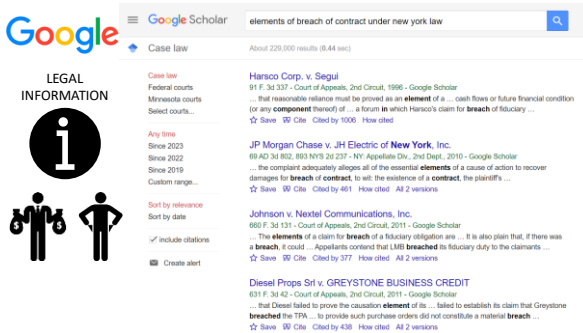 Google
LEGAL
INFORMATION
Google Scholar
elements of breach of contract under new york law
Case law
About 229,000 results (0.44 sec)
Case law
Federal courts
Minnesota courts
Select courts...
Any time
Since 2023
Since 2022
Since 2019
Custom range...
Sort by relevance
Sort by date
include citations
Create alert
Harsco Corp. v. Segui
91 F. 3d 337 - Court of Appeals, 2nd Circuit, 1996 - Google Scholar
… that reasonable reliance must be proved as an element of a … cash flows or future financial condition
(or any component thereof) of … a forum in which Harsco's claim for breach of fiduciary …
Save Cite Cited by 1006 How cited
JP Morgan Chase v. JH Electric of New York, Inc.
69 AD 3d 802, 893 NYS 2d 237 - NY: Appellate Div., 2nd Dept., 2010 - Google Scholar
… the complaint adequately alleges all of the essential elements of a cause of action to recover
damages for breach of contract, to wit: the existence of a contract, the plaintiff's …
Save Cite Cited by 461 How cited All 2 versions
Johnson v. Nextel Communications, Inc.
660 F. 3d 131 - Court of Appeals, 2nd Circuit, 2011 - Google Scholar
… The elements of a claim for breach of a fiduciary obligation are … It is also plain that, if there was
a breach, it could … Appellants contend that LMB breached its fiduciary duty to the claimants …
Save Cite Cited by 377 How cited All 2 versions
Diesel Props Srl v. GREYSTONE BUSINESS CREDIT
631 F. 3d 42 - Court of Appeals, 2nd Circuit, 2011 - Google Scholar
… that Diesel failed to prove the causation element of its … failed to establish its claim that Greystone
breached the TPA … to provide such purchase orders did not constitute a material breach …
Save Cite Cited by 438 How cited All 2 versions